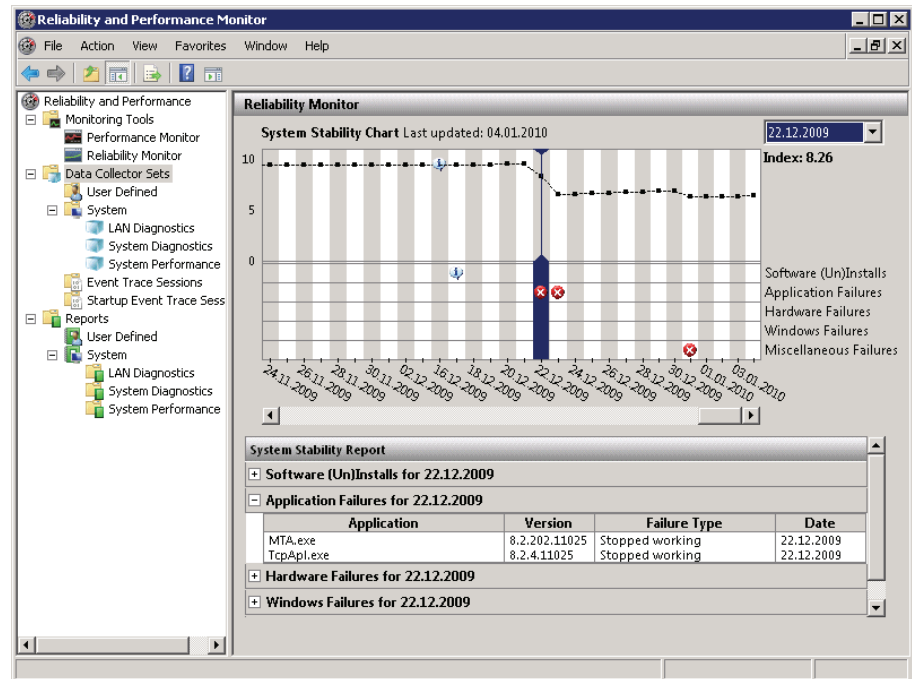 Reliability and Performance Monitor
File Action View Favorites Window Help
Reliability and Performance
Monitoring Tools
Performance Monitor
Reliability Monitor
Data Collector Sets
User Defined
System
LAN Diagnostics
System Diagnostics
System Performance
Event Trace Sessions
Startup Event Trace Sess
Reports
User Defined
System
LAN Diagnostics
System Diagnostics
System Performance
Reliability Monitor
System Stability Chart Last updated: 04.01.2010
22.12.2009
Index: 8.26
10
5
0
Software (Un)Installs
Application Failures
Hardware Failures
Windows Failures
Miscellaneous Failures
24.11.2009
26.11.2009
28.11.2009
30.11.2009
02.12.2009
16.12.2009
18.12.2009
20.12.2009
22.12.2009
24.12.2009
26.12.2009
28.12.2009
30.12.2009
01.01.2010
03.01.2010
System Stability Report
Software (Un)Installs for 22.12.2009
Application Failures for 22.12.2009
Application Version Failure Type Date
MTA.exe 8.2.202.11025 Stopped working 22.12.2009
TcpApl.exe 8.2.4.11025 Stopped working 22.12.2009
Hardware Failures for 22.12.2009
Windows Failures for 22.12.2009